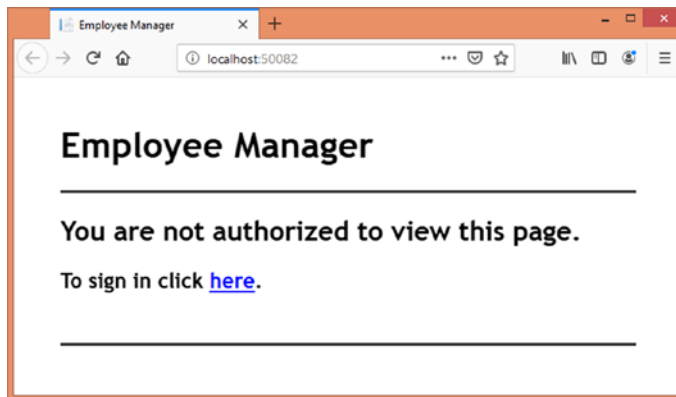 Employee Manager
localhost:50082
Employee Manager
You are not authorized to view this page.
To sign in click here.